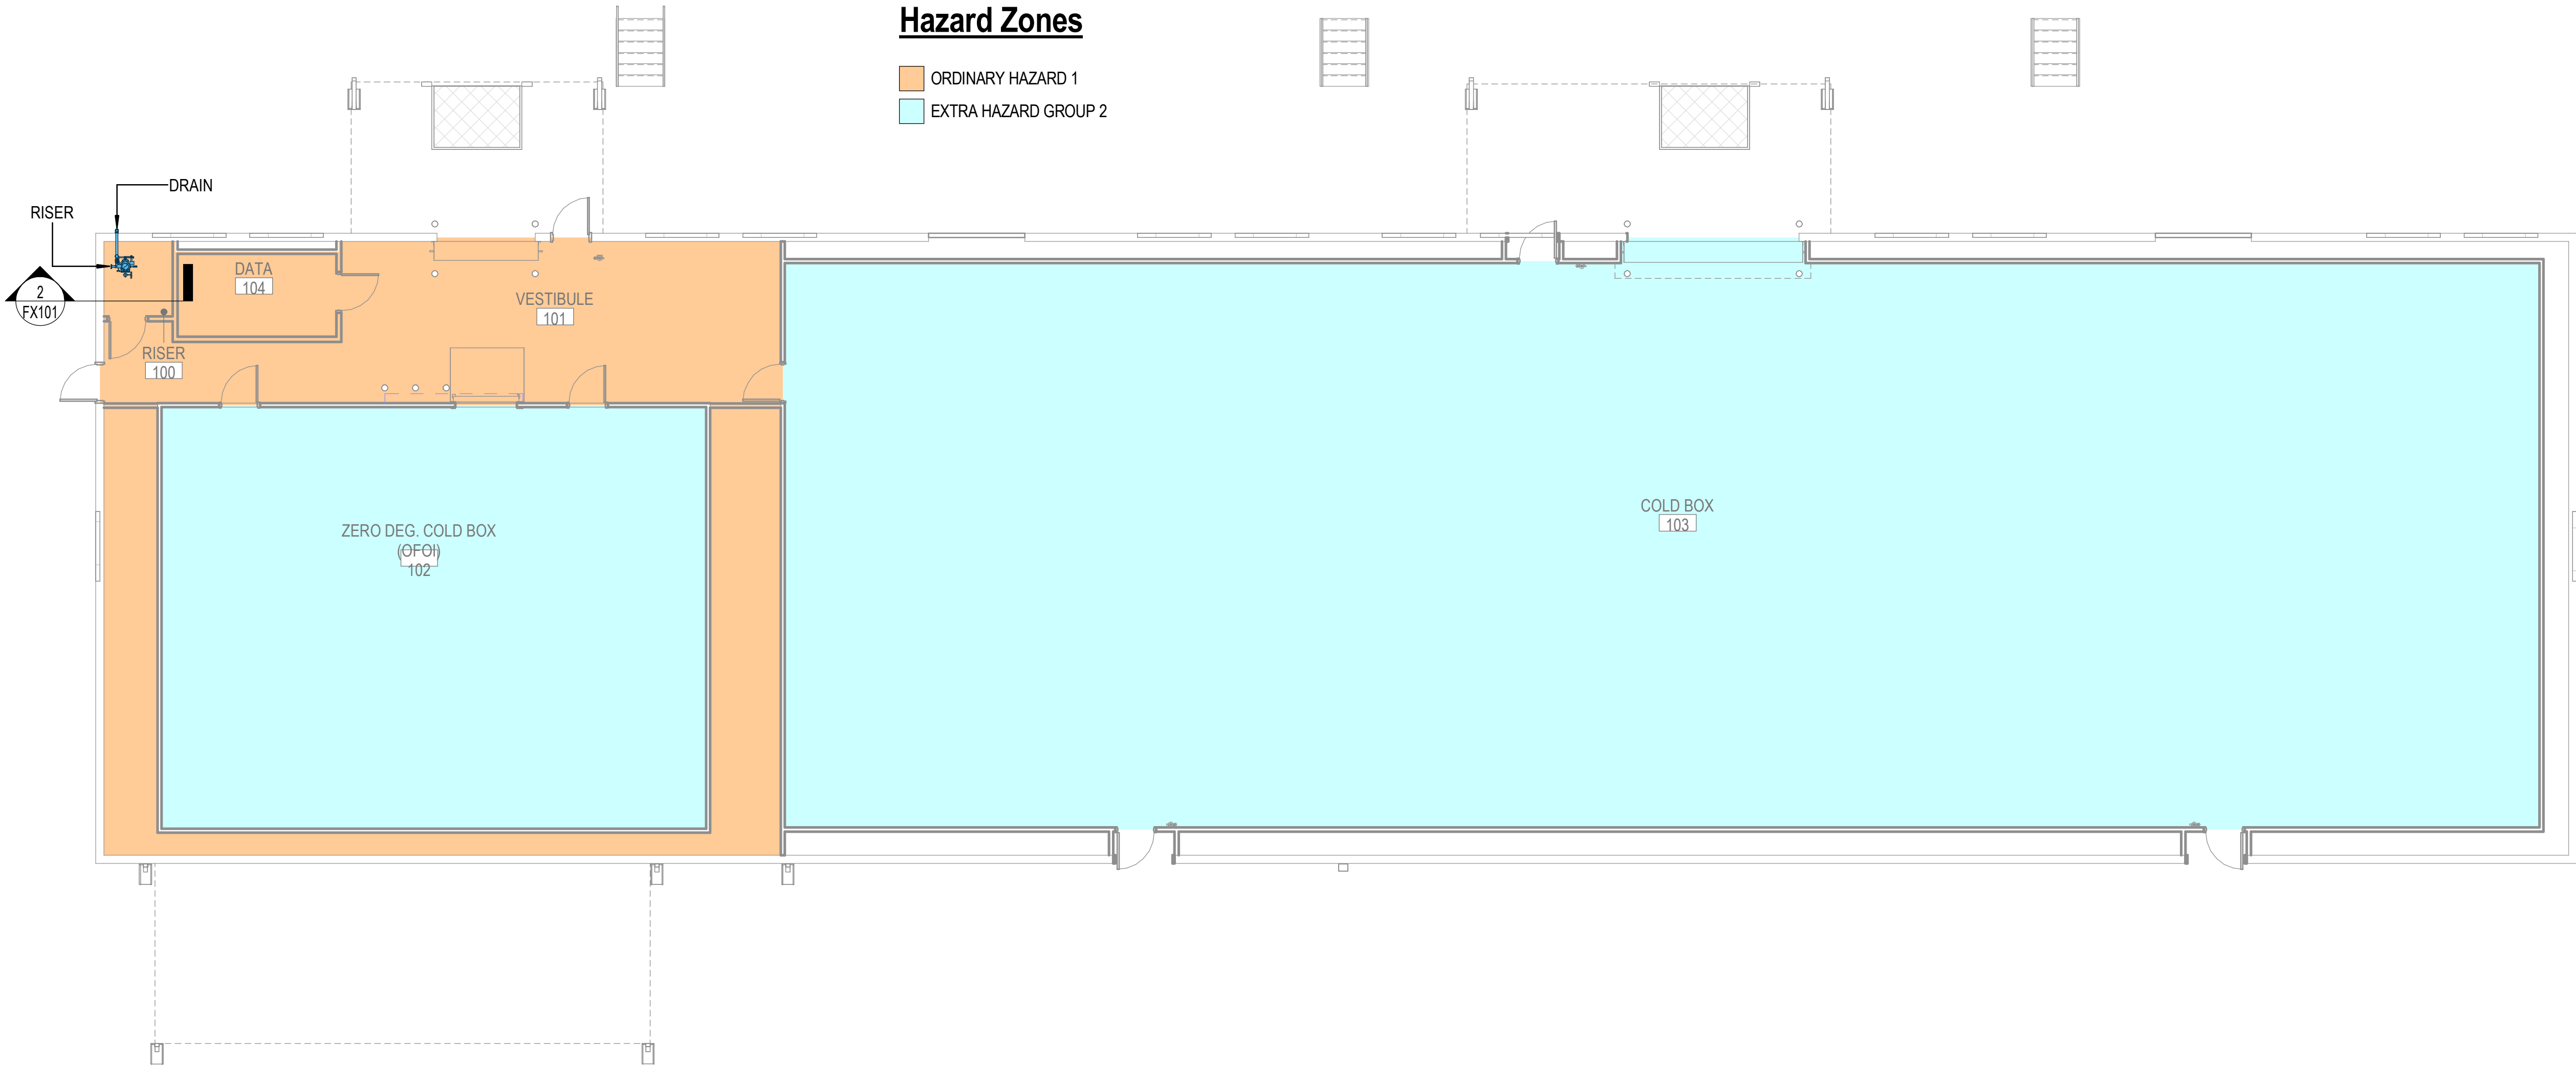 Hazard Zones
ORDINARY HAZARD 1
EXTRA HAZARD GROUP 2
DRAIN
RISER
2
FX101
DATA
104
VESTIBULE
101
RISER
100
ZERO DEG. COLD BOX
(OFOI)
102
COLD BOX
103